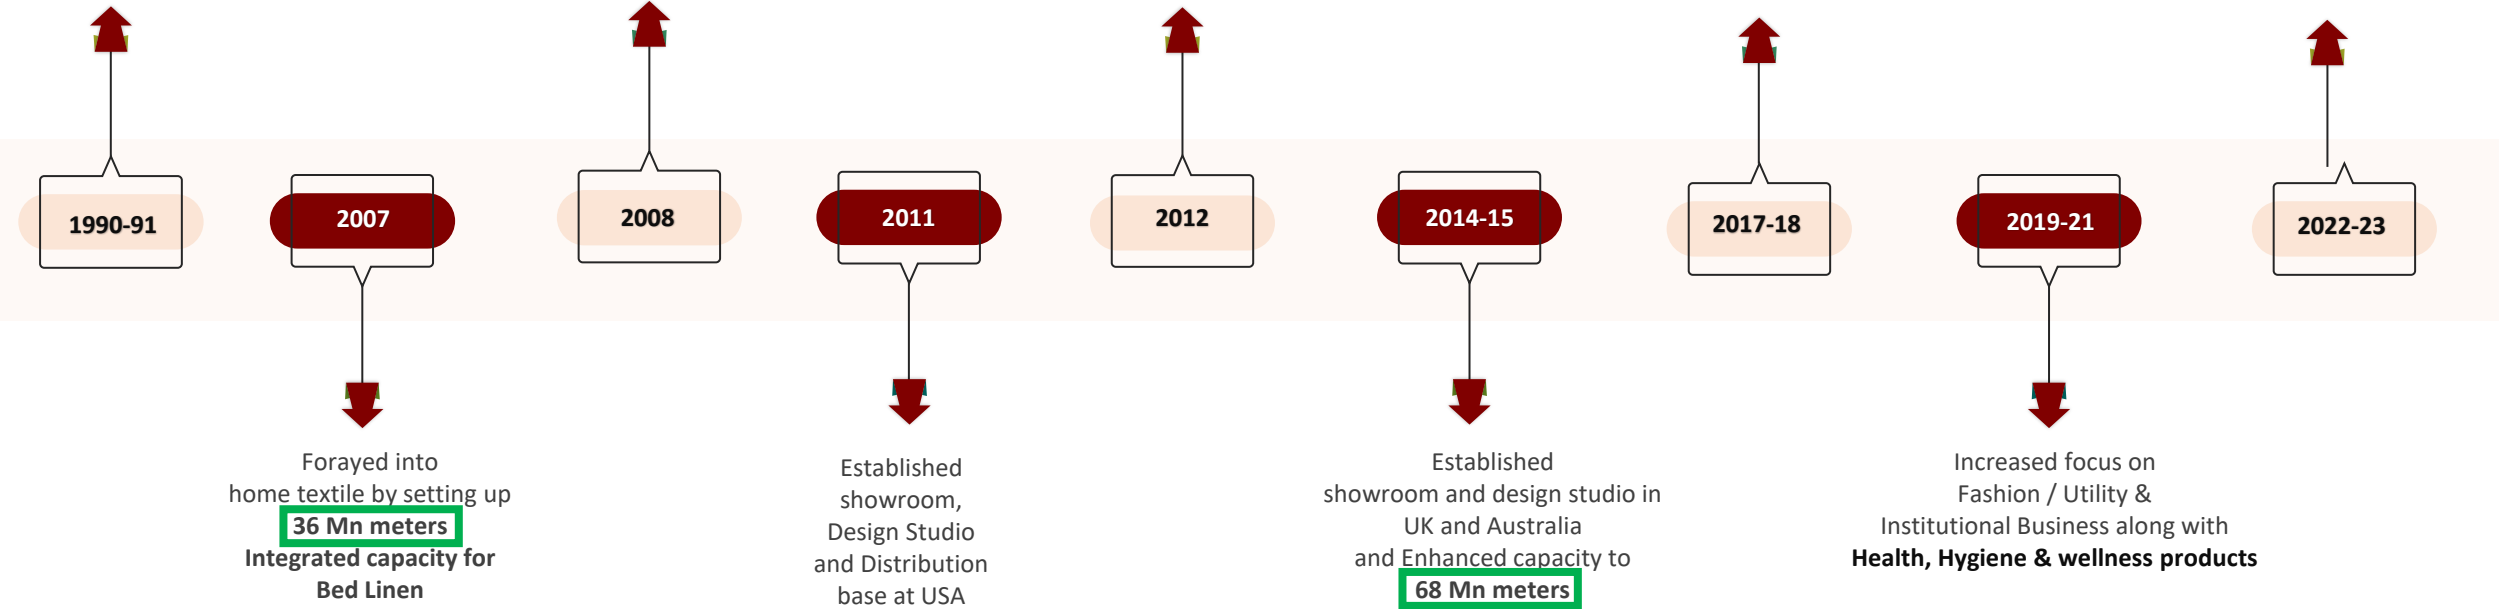 1990-91
2007
2008
2011
2012
2014-15
2017-18
2019-21
2022-23
Forayed into
home textile by setting up
36 Mn meters
Integrated capacity for
Bed Linen
Established
showroom,
Design Studio
and Distribution
base at USA
Established
showroom and design studio in
UK and Australia
and Enhanced capacity to
68 Mn meters
Increased focus on
Fashion / Utility &
Institutional Business along with
Health, Hygiene & wellness products